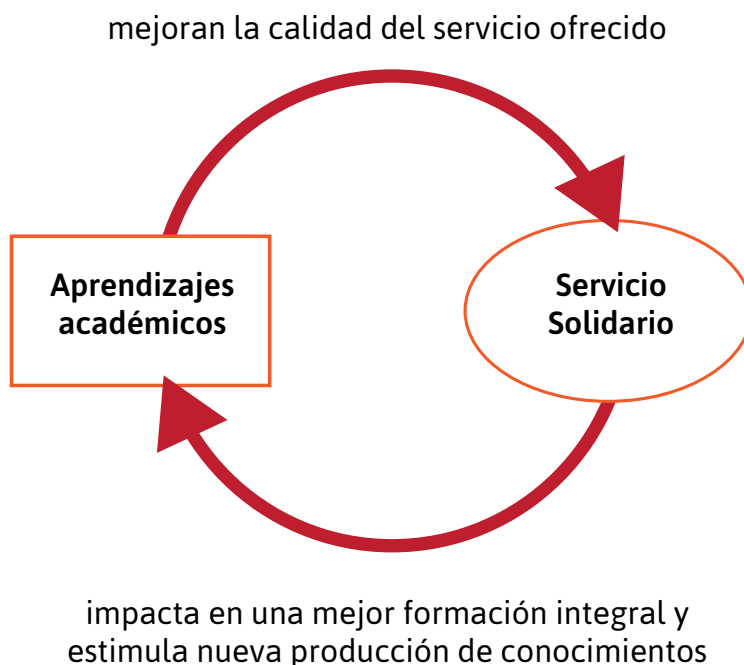 mejoran la calidad del servicio ofrecido
Aprendizajes
académicos
Servicio
Solidario
impacta en una mejor formación integral y
estimula nueva producción de conocimientos